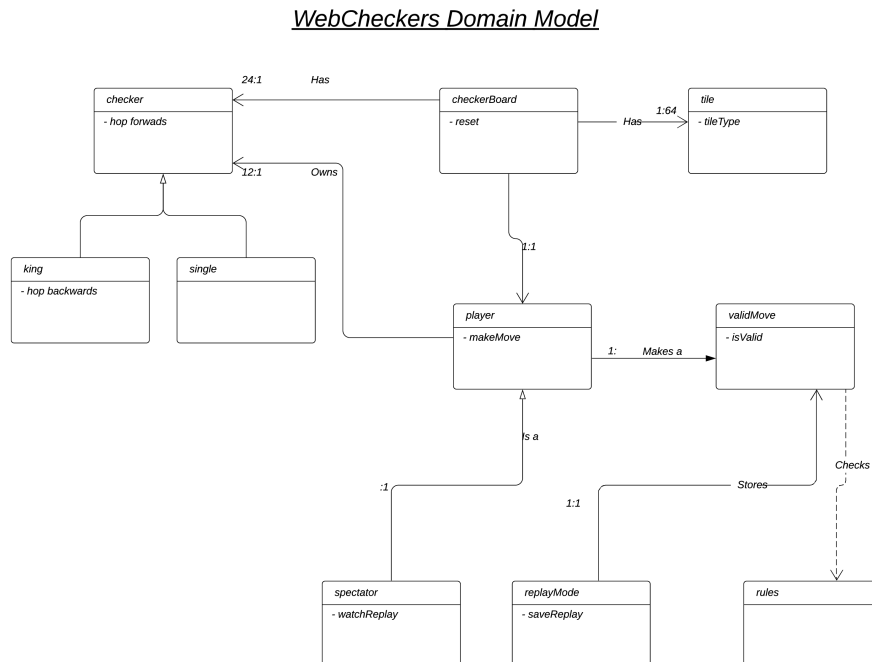 WebCheckers Domain Model
24:1 Has
checker
- hop forwads
checkerBoard
- reset
Has
1:64
tile
- tileType
12:1 Owns
1:1
king
- hop backwards
single
player
- makeMove
1: Makes a
validMove
- isValid
Is a
:1
1:1
Stores
Checks
spectator
- watchReplay
replayMode
- saveReplay
rules